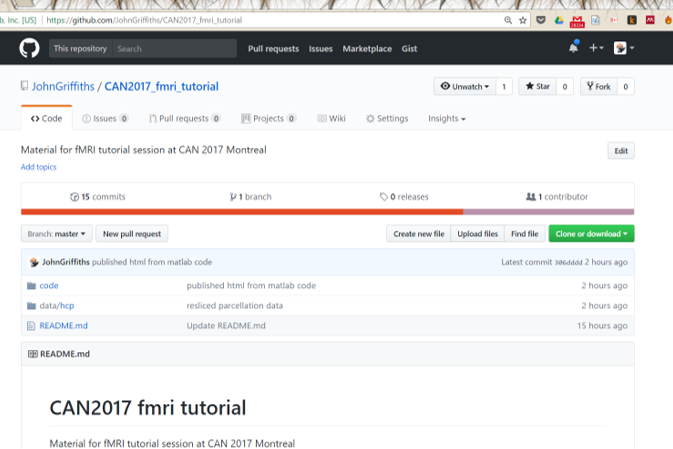 b, Inc. [US] | https://github.com/JohnGriffiths/CAN2017_fmri_tutorial
This repository Search Pull requests Issues Marketplace Gist
JohnGriffiths / CAN2017_fmri_tutorial Unwatch 1 Star 0 Fork 0
Code Issues 0 Pull requests 0 Projects 0 Wiki Settings Insights
Material for fMRI tutorial session at CAN 2017 Montreal Edit
Add topics
15 commits 1 branch 0 releases 1 contributor
Branch: master New pull request Create new file Upload files Find file Clone or download
JohnGriffiths published html from matlab code Latest commit 306dddd 2 hours ago
code published html from matlab code 2 hours ago
data/hcp resliced parcellation data 2 hours ago
README.md Update README.md 15 hours ago
README.md
CAN2017 fmri tutorial
Material for fMRI tutorial session at CAN 2017 Montreal